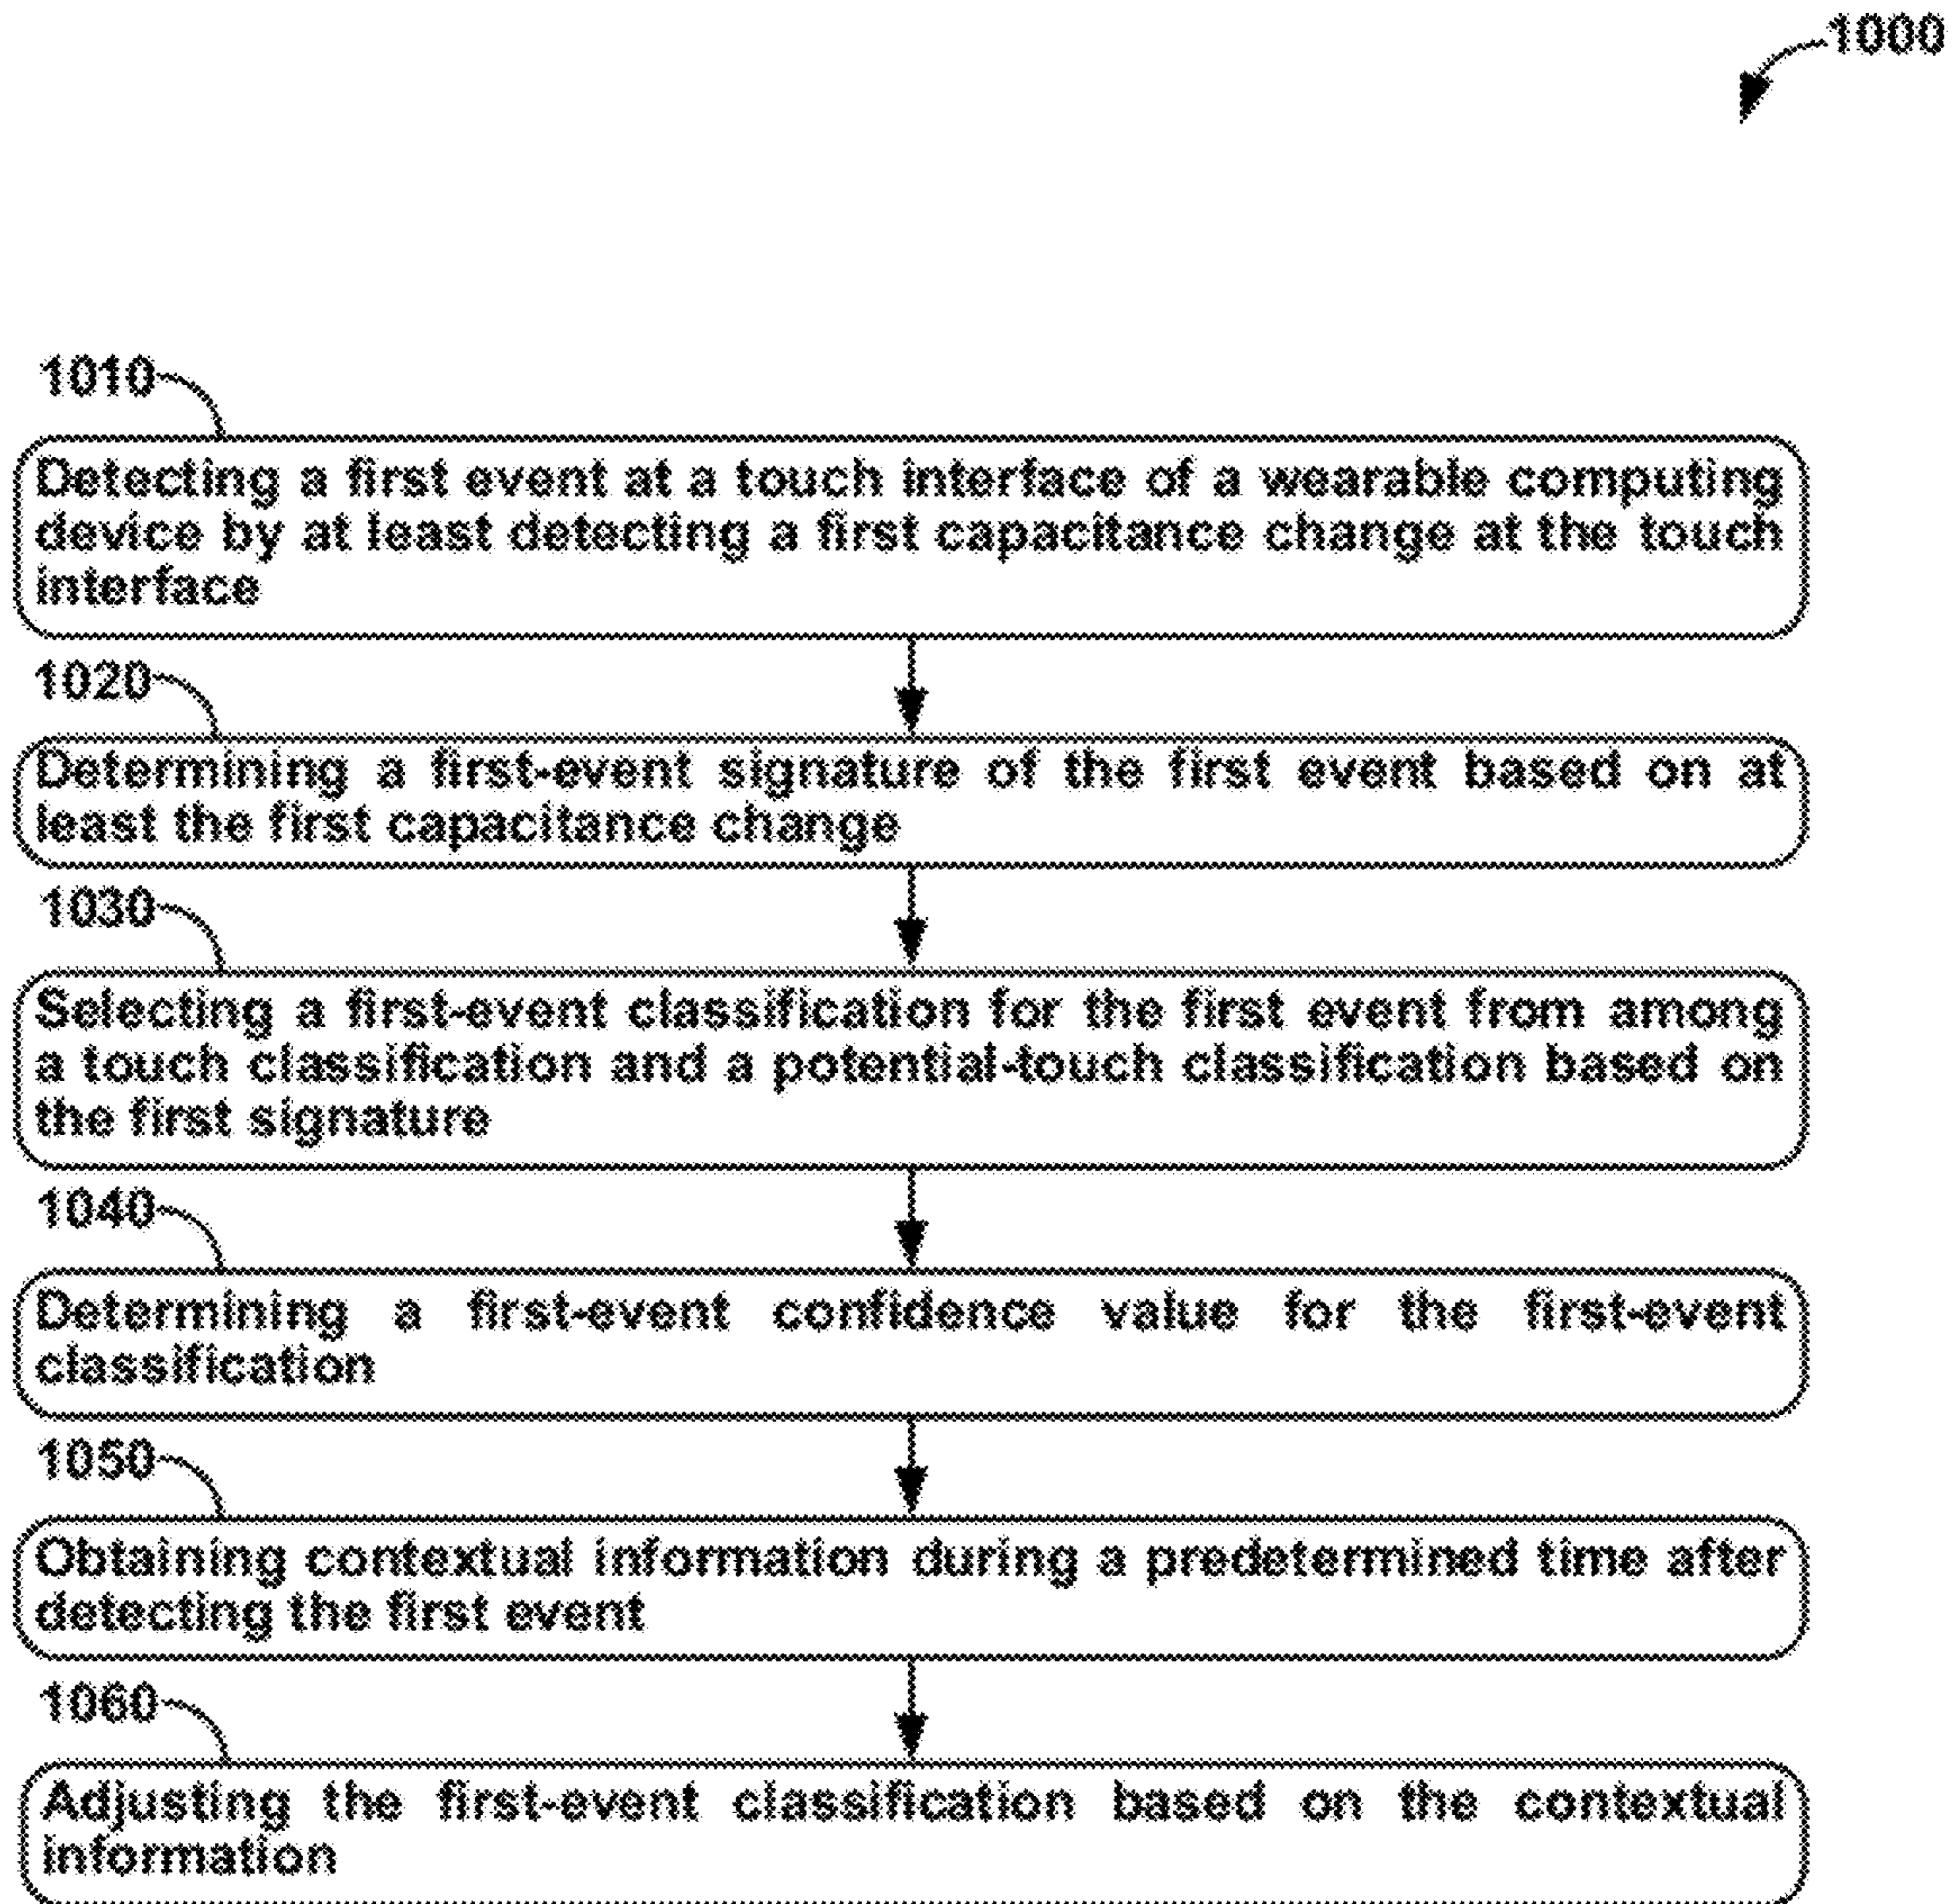 1000
1010
Detecting a first event at a touch interface of a wearable computing
device by at least detecting a first capacitance change at the touch
interface
1020
Determining a first-event signature of the first event based on at
least the first capacitance change
1030
Selecting a first-event classification for the first event from among
a touch classification and a potential-touch classification based on
the first signature
1040
Determining a first-event confidence value for the first-event
classification
1050
Obtaining contextual information during a predetermined time after
detecting the first event
1060
Adjusting the first-event classification based on the contextual
information